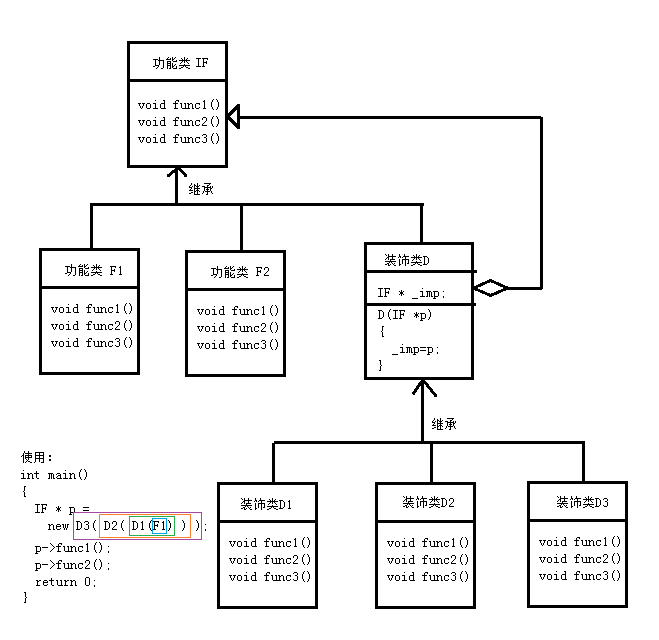 功能类 IF
void func1()
void func2()
void func3()
继承
功能类 F1
void func1()
void func2()
void func3()
功能类 F2
void func1()
void func2()
void func3()
装饰类D
IF * _imp;
D(IF *p)
{
_imp=p;
}
继承
装饰类D1
void func1()
void func2()
void func3()
装饰类D2
void func1()
void func2()
void func3()
装饰类D3
void func1()
void func2()
void func3()
使用:
int main()
{
IF * p =
new D3( D2( D1(F1) ) );
p->func1();
p->func2();
return 0;
}